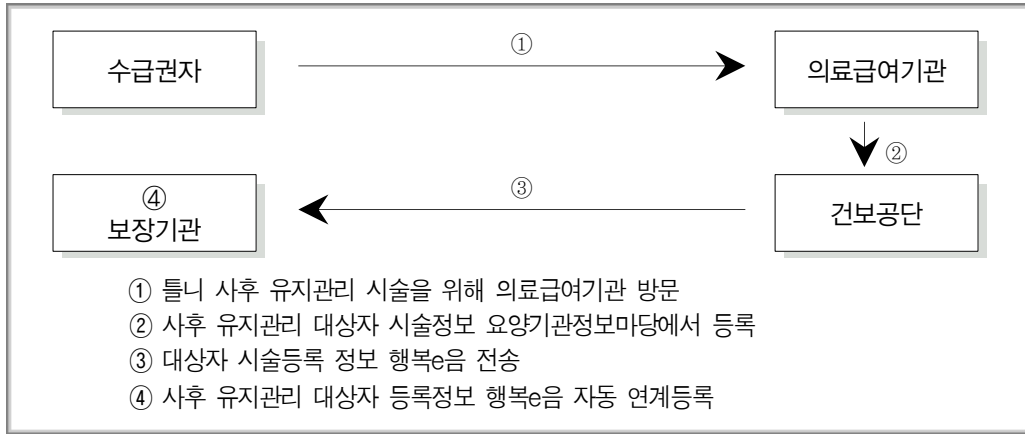 수급권자
①
의료급여기관
②
④
보장기관
③
건보공단
① 틀니 사후 유지관리 시술을 위해 의료급여기관 방문
② 사후 유지관리 대상자 시술정보 요양기관정보마당에서 등록
③ 대상자 시술등록 정보 행복e음 전송
④ 사후 유지관리 대상자 등록정보 행복e음 자동 연계등록